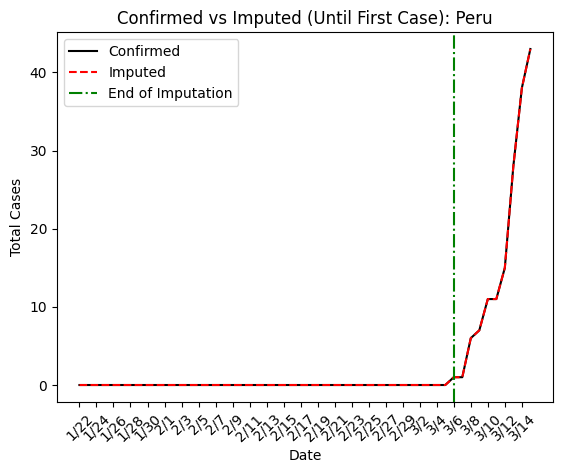 Confirmed vs Imputed (Until First Case): Peru
Confirmed
Imputed
End of Imputation
Total Cases
40
30
20
10
0
1/22 1/24 1/26 1/28 1/30 2/1 2/3 2/5 2/7 2/9 2/11 2/13 2/15 2/17 2/19 2/21 2/23 2/25 2/27 2/29 3/2 3/4 3/6 3/8 3/10 3/12 3/14
Date